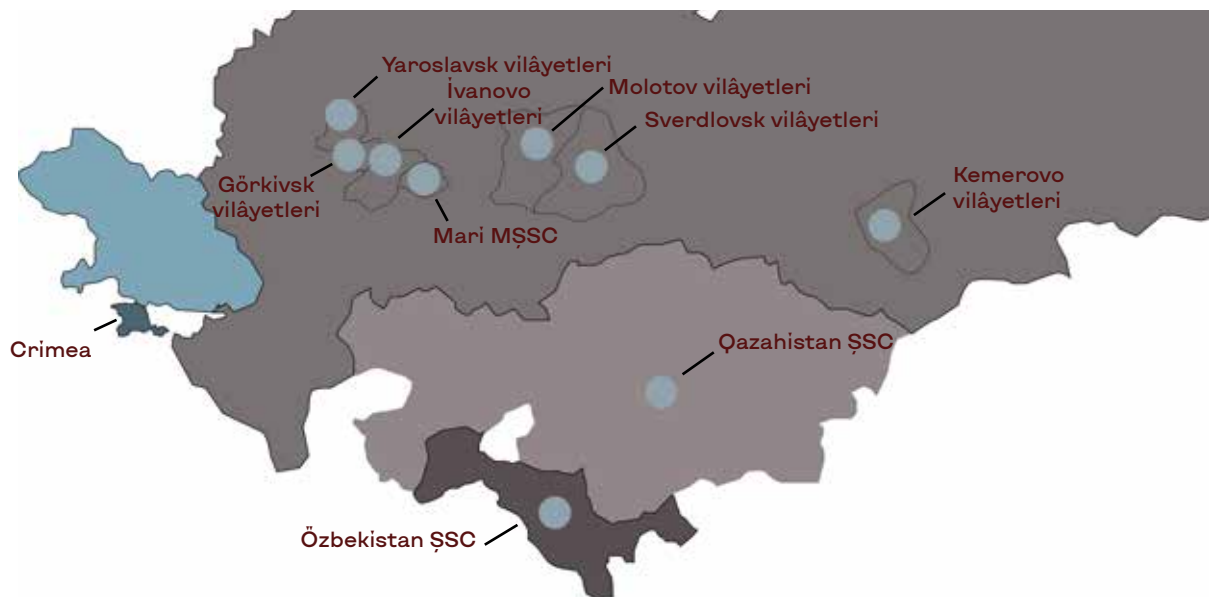 Yaroslavsk vilâyetleri
İvanovo
vilâyetleri
Molotov vilâyetleri
Sverdlovsk vilâyetleri
Görkivsk
vilâyetleri
Mari MŞSC
Kemerovo
vilâyetleri
Crimea
Qazahistan ŞSC
Özbekistan ŞSC